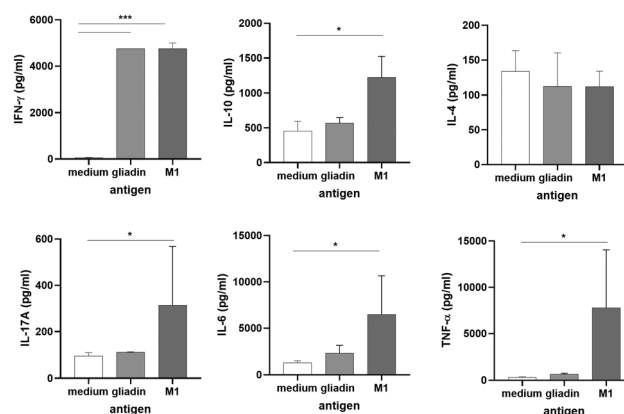 6000
4000
2000
0
IFN-γ (pg/ml)
***
medium gliadin M1
antigen
2000
1500
1000
500
0
IL-10 (pg/ml)
*
medium gliadin M1
antigen
200
150
100
50
0
IL-4 (pg/ml)
medium gliadin M1
antigen
600
400
200
0
IL-17A (pg/ml)
*
medium gliadin M1
antigen
15000
10000
5000
0
IL-6 (pg/ml)
*
medium gliadin M1
antigen
15000
10000
5000
0
TNF-α (pg/ml)
*
medium gliadin M1
antigen